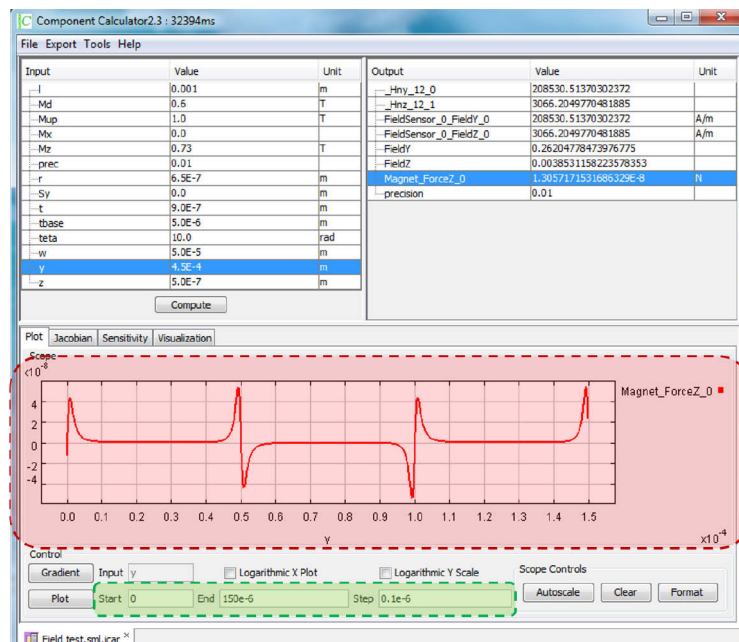 Component Calculator2.3 : 32394ms
File Export Tools Help
Input Value Unit
l 0.001 m
Md 0.6 T
Mup 1.0 T
Mx 0.0
Mz 0.73 T
prec 0.01
r 6.5E-7 m
Sy 0.0 m
t 9.0E-7 m
tbase 5.0E-6 m
teta 10.0 rad
w 5.0E-5 m
y 4.5E-4 m
z 5.0E-7 m
Compute
Output Value Unit
_Hny_12_0 208530.51370302372
_Hnz_12_1 3066.2049770481885
FieldSensor_0_FieldY_0 208530.51370302372 A/m
FieldSensor_0_FieldZ_0 3066.2049770481885 A/m
FieldY 0.26204778473976775
FieldZ 0.0038531158223578353
Magnet_ForceZ_0 1.3057171531686329E-8 N
precision 0.01
Plot Jacobian Sensitivity Visualization
Scope
x10^-8
4
2
0
-2
-4
Magnet_ForceZ_0
0.0 0.1 0.2 0.3 0.4 0.5 0.6 0.7 0.8 0.9 1.0 1.1 1.2 1.3 1.4 1.5
y x10^-4
Control
Gradient Input y Logarithmic X Plot Logarithmic Y Scale
Plot Start 0 End 150e-6 Step 0.1e-6
Scope Controls
Autoscale Clear Format
Field test.sml.jcar ×